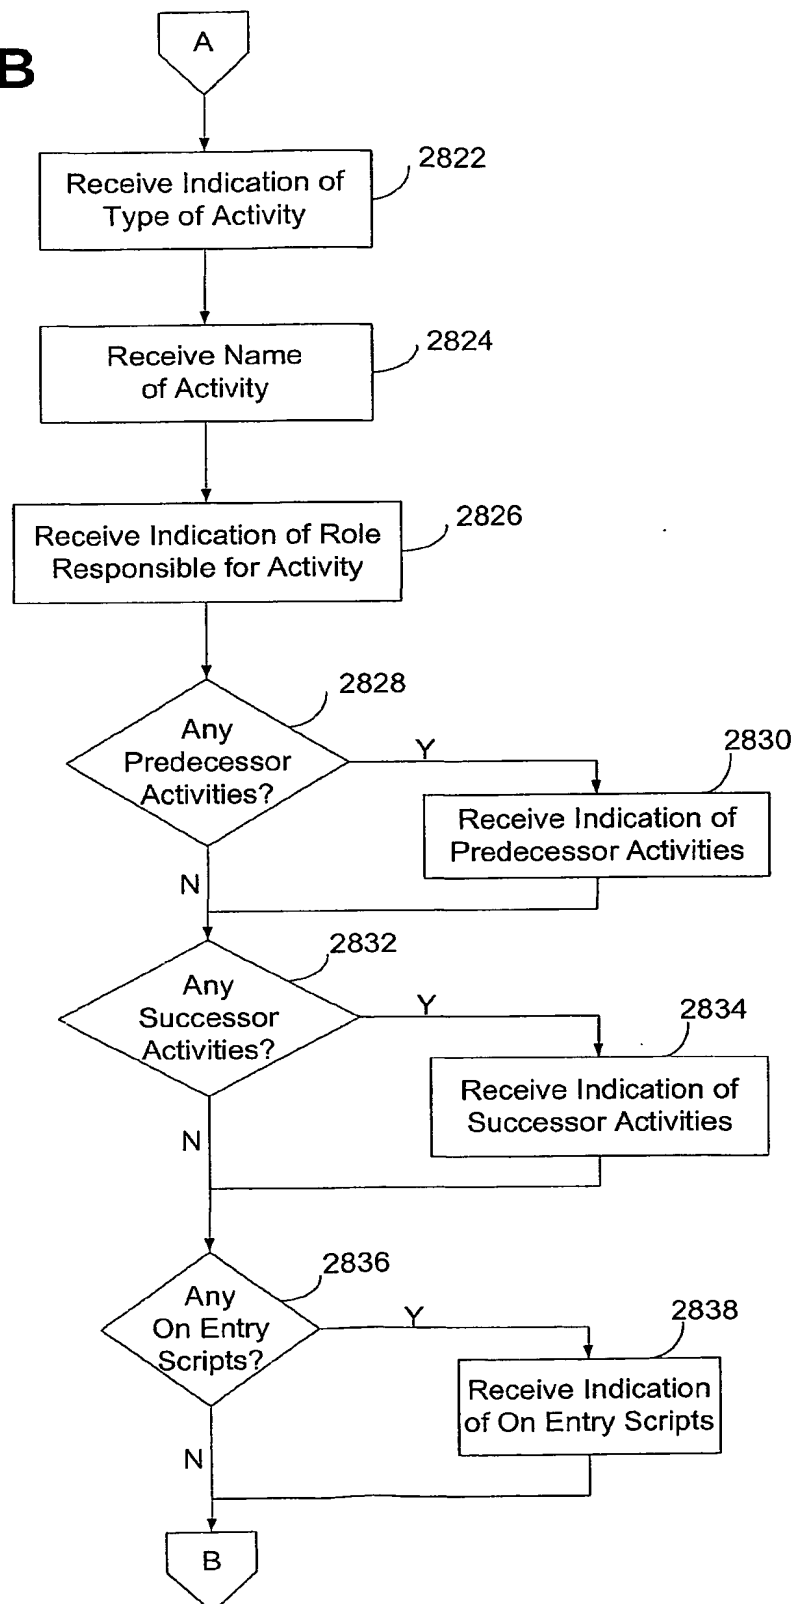 B
A
2822
Receive Indication of
Type of Activity
2824
Receive Name
of Activity
2826
Receive Indication of Role
Responsible for Activity
2828
Any
Predecessor
Activities?
Y
2830
Receive Indication of
Predecessor Activities
N
2832
Any
Successor
Activities?
Y
2834
Receive Indication of
Successor Activities
N
2836
Any
On Entry
Scripts?
Y
2838
Receive Indication
of On Entry Scripts
N
B